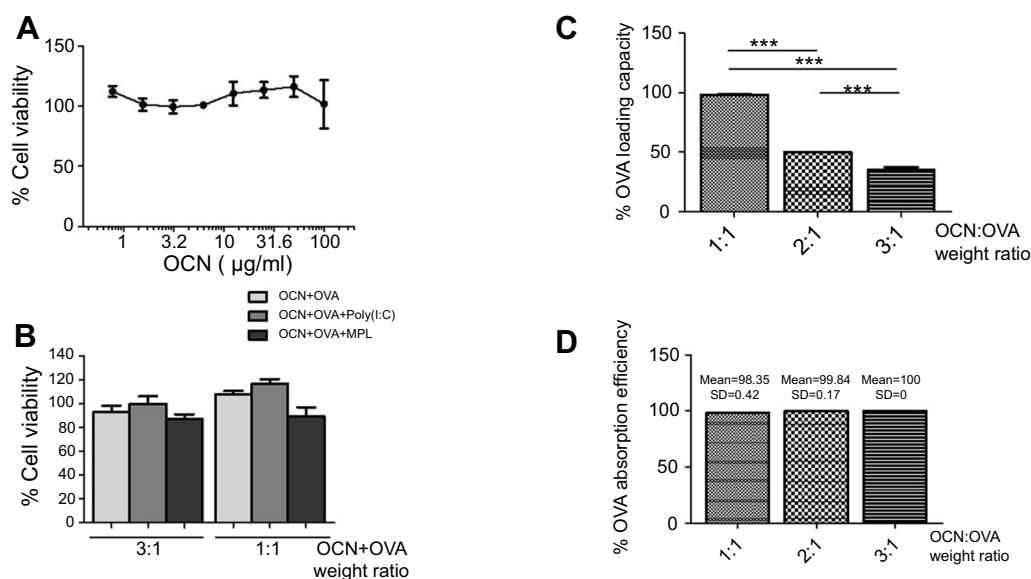 A
150
100
50
0
% Cell viability
1
3.2
10
31.6
100
OCN ( µg/ml)
OCN+OVA
OCN+OVA+Poly(I:C)
OCN+OVA+MPL
B
140
120
100
80
60
40
20
0
% Cell viability
3:1
1:1
OCN+OVA
weight ratio
C
150
100
50
0
% OVA loading capacity
***
***
***
1:1
2:1
3:1
OCN:OVA
weight ratio
D
150
100
50
0
% OVA absorption efficiency
Mean=98.35
SD=0.42
Mean=99.84
SD=0.17
Mean=100
SD=0
1:1
2:1
3:1
OCN:OVA
weight ratio